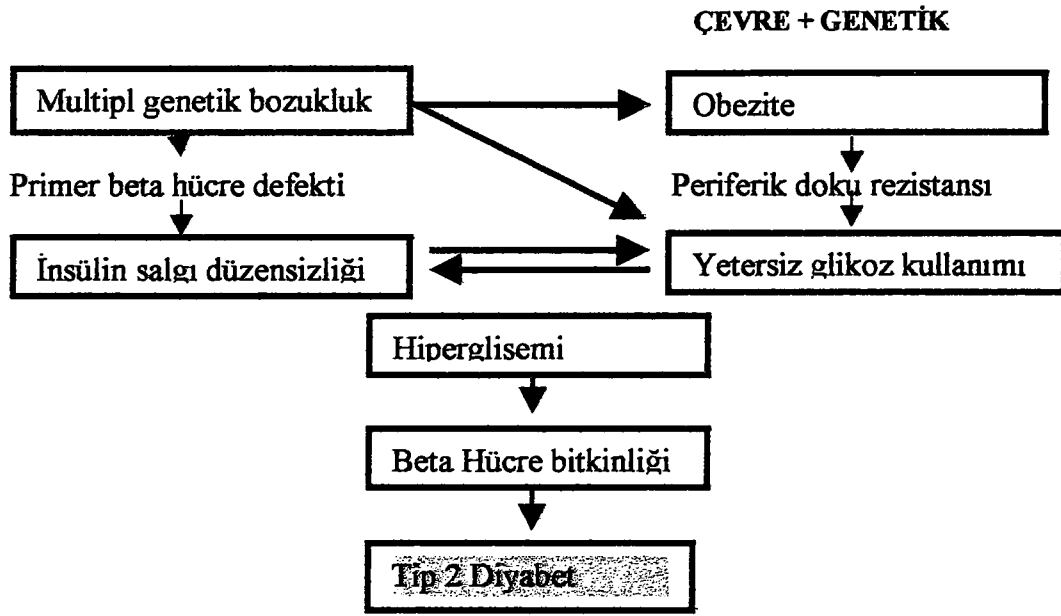 ÇEVRE + GENETİK
Multipl genetik bozukluk
Obezite
Primer beta hücre defekti
Periferik doku rezistansı
İnsülin salgı düzensizliği
Yetersiz glikoz kullanımı
Hiperglisemi
Beta Hücre bitkinliği
Tip 2 Diyabet